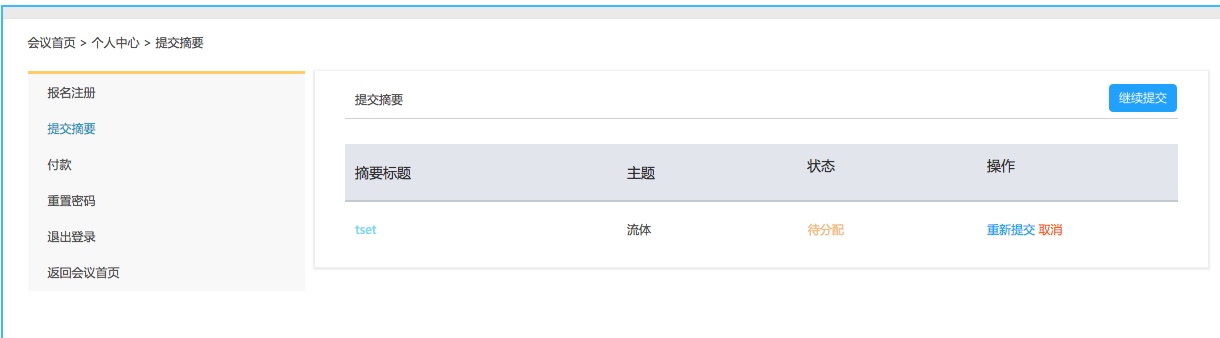 会议首页 > 个人中心 > 提交摘要
报名注册
提交摘要
付款
重置密码
退出登录
返回会议首页
提交摘要 继续提交
摘要标题 主题 状态 操作
tset 流体 待分配 重新提交 取消